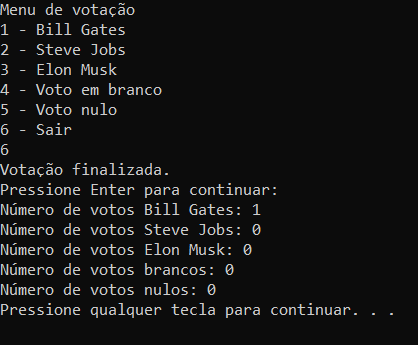 Menu de votação
1 - Bill Gates
2 - Steve Jobs
3 - Elon Musk
4 - Voto em branco
5 - Voto nulo
6 - Sair
6
Votação finalizada.
Pressione Enter para continuar:
Número de votos Bill Gates: 1
Número de votos Steve Jobs: 0
Número de votos Elon Musk: 0
Número de votos brancos: 0
Número de votos nulos: 0
Pressione qualquer tecla para continuar. . .